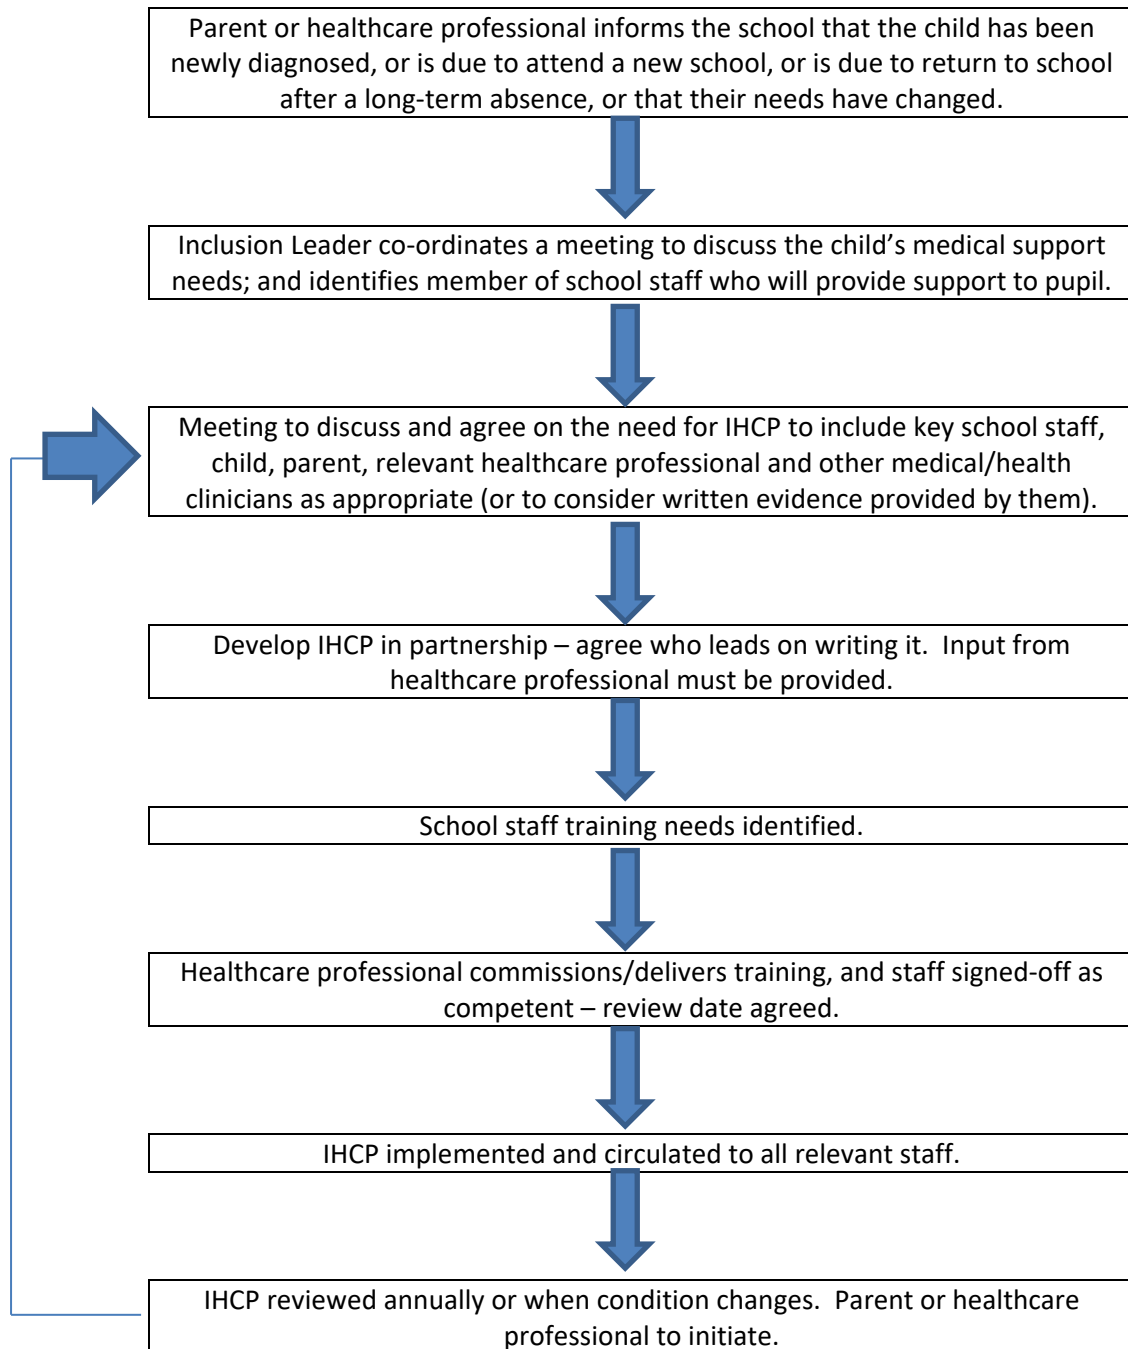 Parent or healthcare professional informs the school that the child has been
newly diagnosed, or is due to attend a new school, or is due to return to school
after a long-term absence, or that their needs have changed.
Inclusion Leader co-ordinates a meeting to discuss the child’s medical support
needs; and identifies member of school staff who will provide support to pupil.
Meeting to discuss and agree on the need for IHCP to include key school staff,
child, parent, relevant healthcare professional and other medical/health
clinicians as appropriate (or to consider written evidence provided by them).
Develop IHCP in partnership – agree who leads on writing it.  Input from
healthcare professional must be provided.
School staff training needs identified.
Healthcare professional commissions/delivers training, and staff signed-off as
competent – review date agreed.
IHCP implemented and circulated to all relevant staff.
IHCP reviewed annually or when condition changes.  Parent or healthcare
professional to initiate.